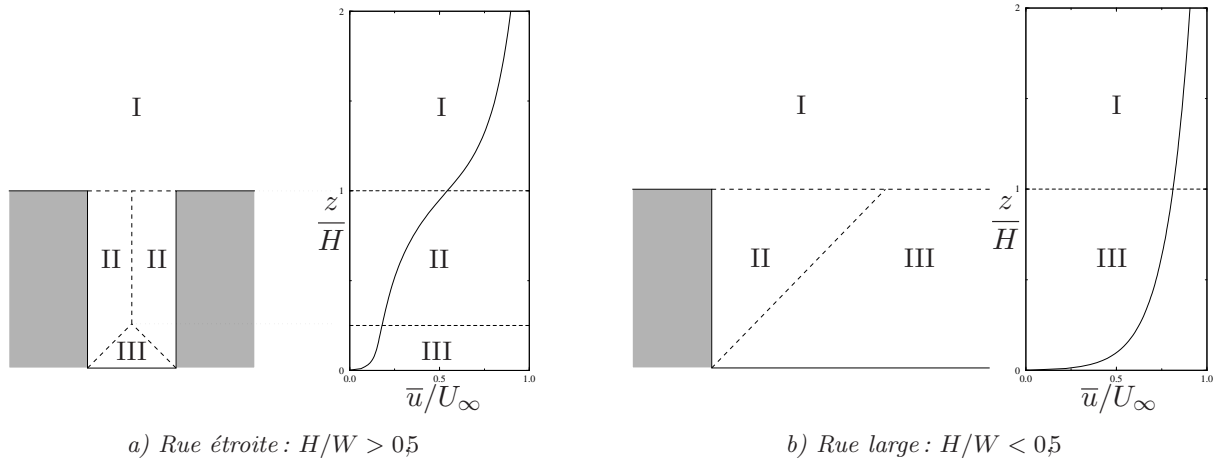 2
I
I
1
z
H
II
II
II
III
III
0
0.0
0.5
1.0
u̅/U∞
a) Rue étroite : H/W > 0,5
2
I
I
1
z
H
II
III
III
0
0.0
0.5
1.0
u̅/U∞
b) Rue large : H/W < 0,5